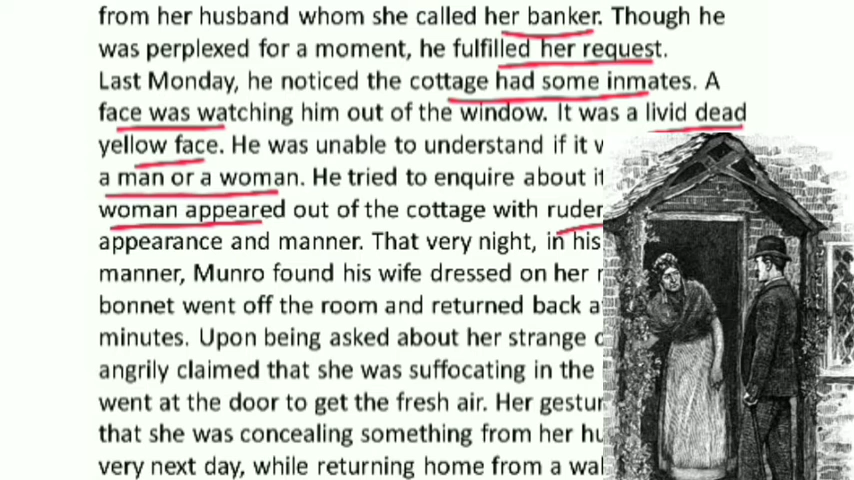 from her husband whom she called her banker. Though he
was perplexed for a moment, he fulfilled her request.
Last Monday, he noticed the cottage had some inmates. A
face was watching him out of the window. It was a livid dead
yellow face. He was unable to understand if it
a man or a woman. He tried to enquire about
woman appeared out of the cottage with
appearance and manner. That very night, in his
manner, Munro found his wife dressed on her
bonnet went off the room and returned back
minutes. Upon being asked about her strange
angrily claimed that she was suffocating in the
went at the door to get the fresh air. Her
that she was concealing something from her
very next day, while returning home from a